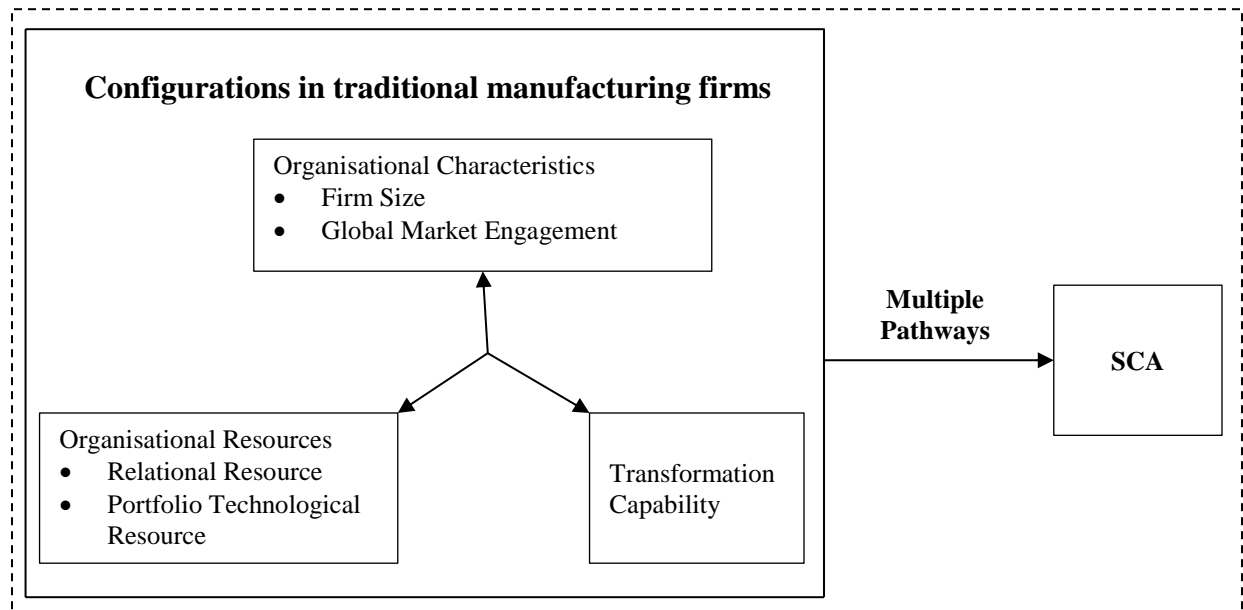 Configurations in traditional manufacturing firms
Organisational Characteristics
• Firm Size
• Global Market Engagement
Multiple
Pathways
SCA
Organisational Resources
• Relational Resource
• Portfolio Technological
Resource
Transformation
Capability